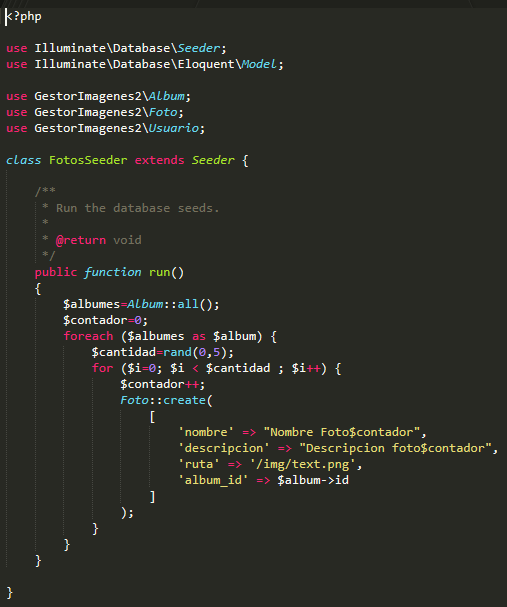 <?php
use Illuminate\Database\Seeder;
use Illuminate\Database\Eloquent\Model;
use GestorImagenes2\Album;
use GestorImagenes2\Foto;
use GestorImagenes2\Usuario;
class FotosSeeder extends Seeder {
/**
* Run the database seeds.
*
* @return void
*/
public function run()
{
$albumes=Album::all();
$contador=0;
foreach ($albumes as $album) {
$cantidad=rand(0,5);
for ($i=0; $i < $cantidad ; $i++) {
$contador++;
Foto::create(
[
'nombre' => "Nombre Foto$contador",
'descripcion' => "Descripcion foto$contador",
'ruta' => '/img/text.png',
'album_id' => $album->id
]
);
}
}
}
}